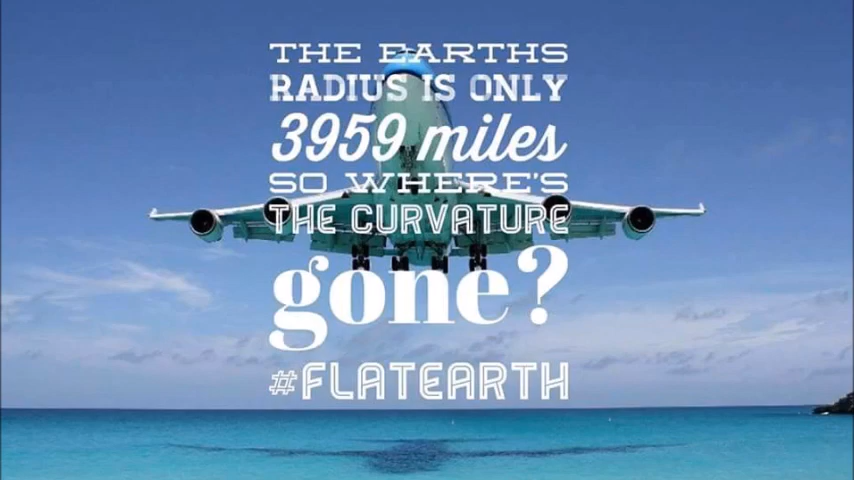 THE EARTHS
RADIUS IS ONLY
3959 miles
SO WHERE'S
THE CURVATURE
gone?
#FLATEARTH